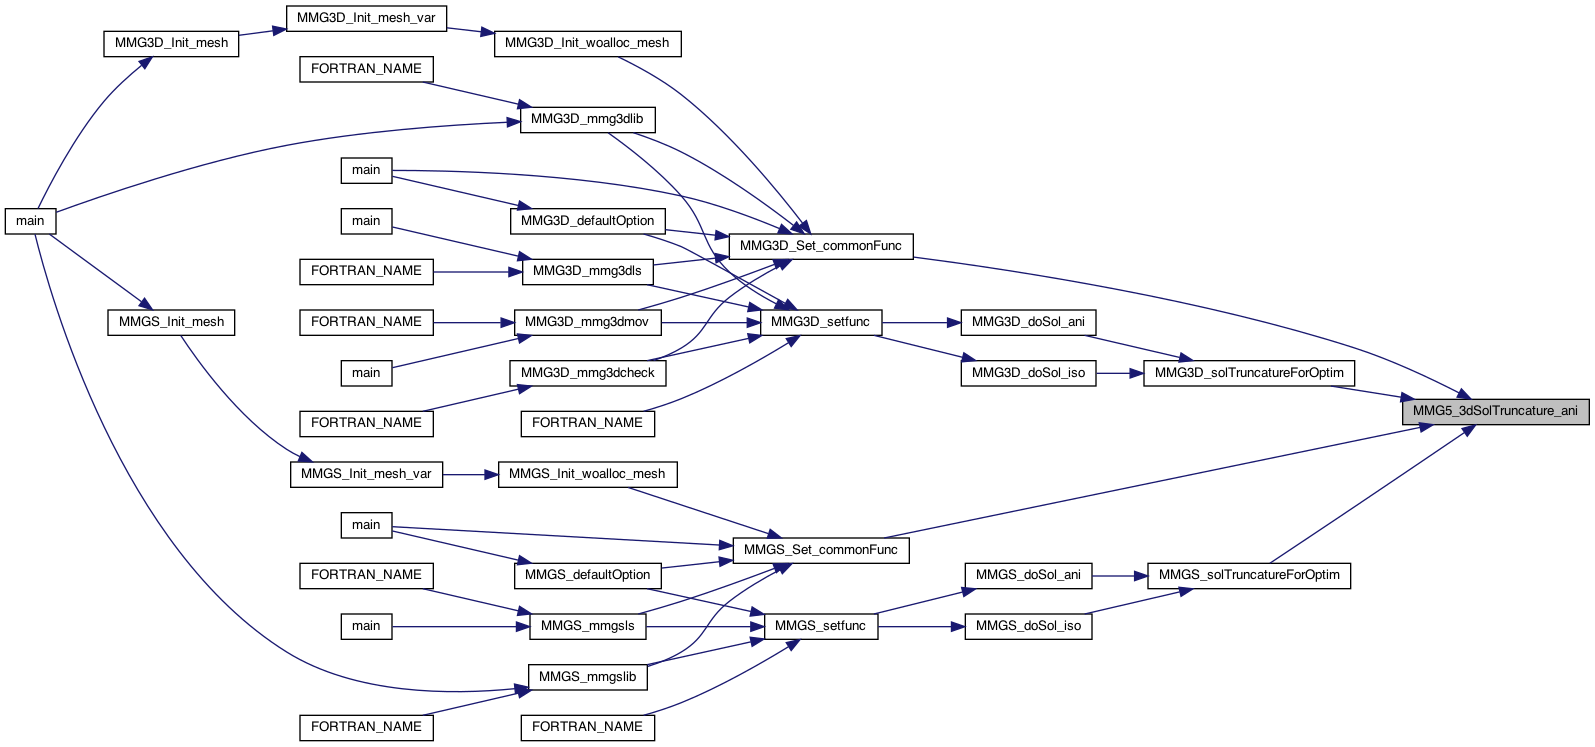 MMG3D_Init_mesh_var
MMG3D_Init_mesh
MMG3D_Init_woalloc_mesh
FORTRAN_NAME
MMG3D_mmg3dlib
main
MMG3D_defaultOption
main
main
MMG3D_Set_commonFunc
FORTRAN_NAME
MMG3D_mmg3dls
MMGS_Init_mesh
FORTRAN_NAME
MMG3D_mmg3dmov
MMG3D_setfunc
MMG3D_doSol_ani
main
MMG3D_mmg3dcheck
MMG3D_doSol_iso
MMG3D_solTruncatureForOptim
MMG5_3dSolTruncature_ani
FORTRAN_NAME
FORTRAN_NAME
MMGS_Init_mesh_var
MMGS_Init_woalloc_mesh
main
MMGS_Set_commonFunc
FORTRAN_NAME
MMGS_defaultOption
MMGS_doSol_ani
MMGS_solTruncatureForOptim
main
MMGS_mmgsls
MMGS_setfunc
MMGS_doSol_iso
MMGS_mmgslib
FORTRAN_NAME
FORTRAN_NAME